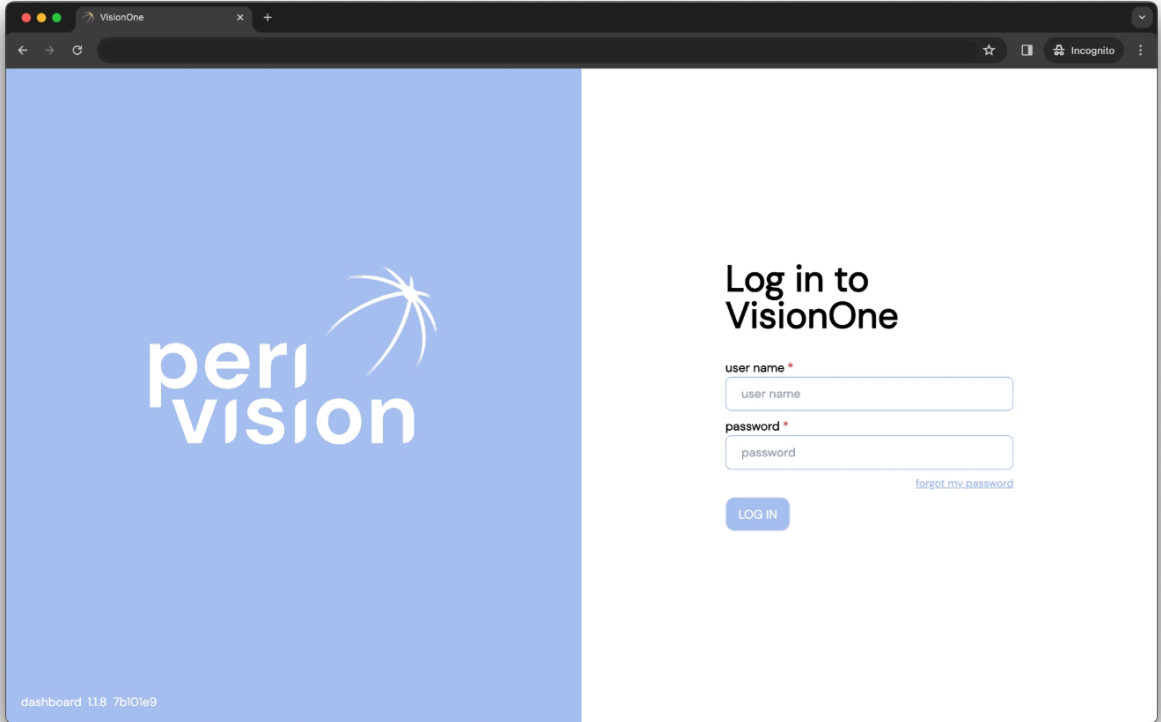 VisionOne
Incognito
peri
vision
dashboard 1.1.8 7b101e9
Log in to
VisionOne
user name *
user name
password *
password
forgot my password
LOG IN